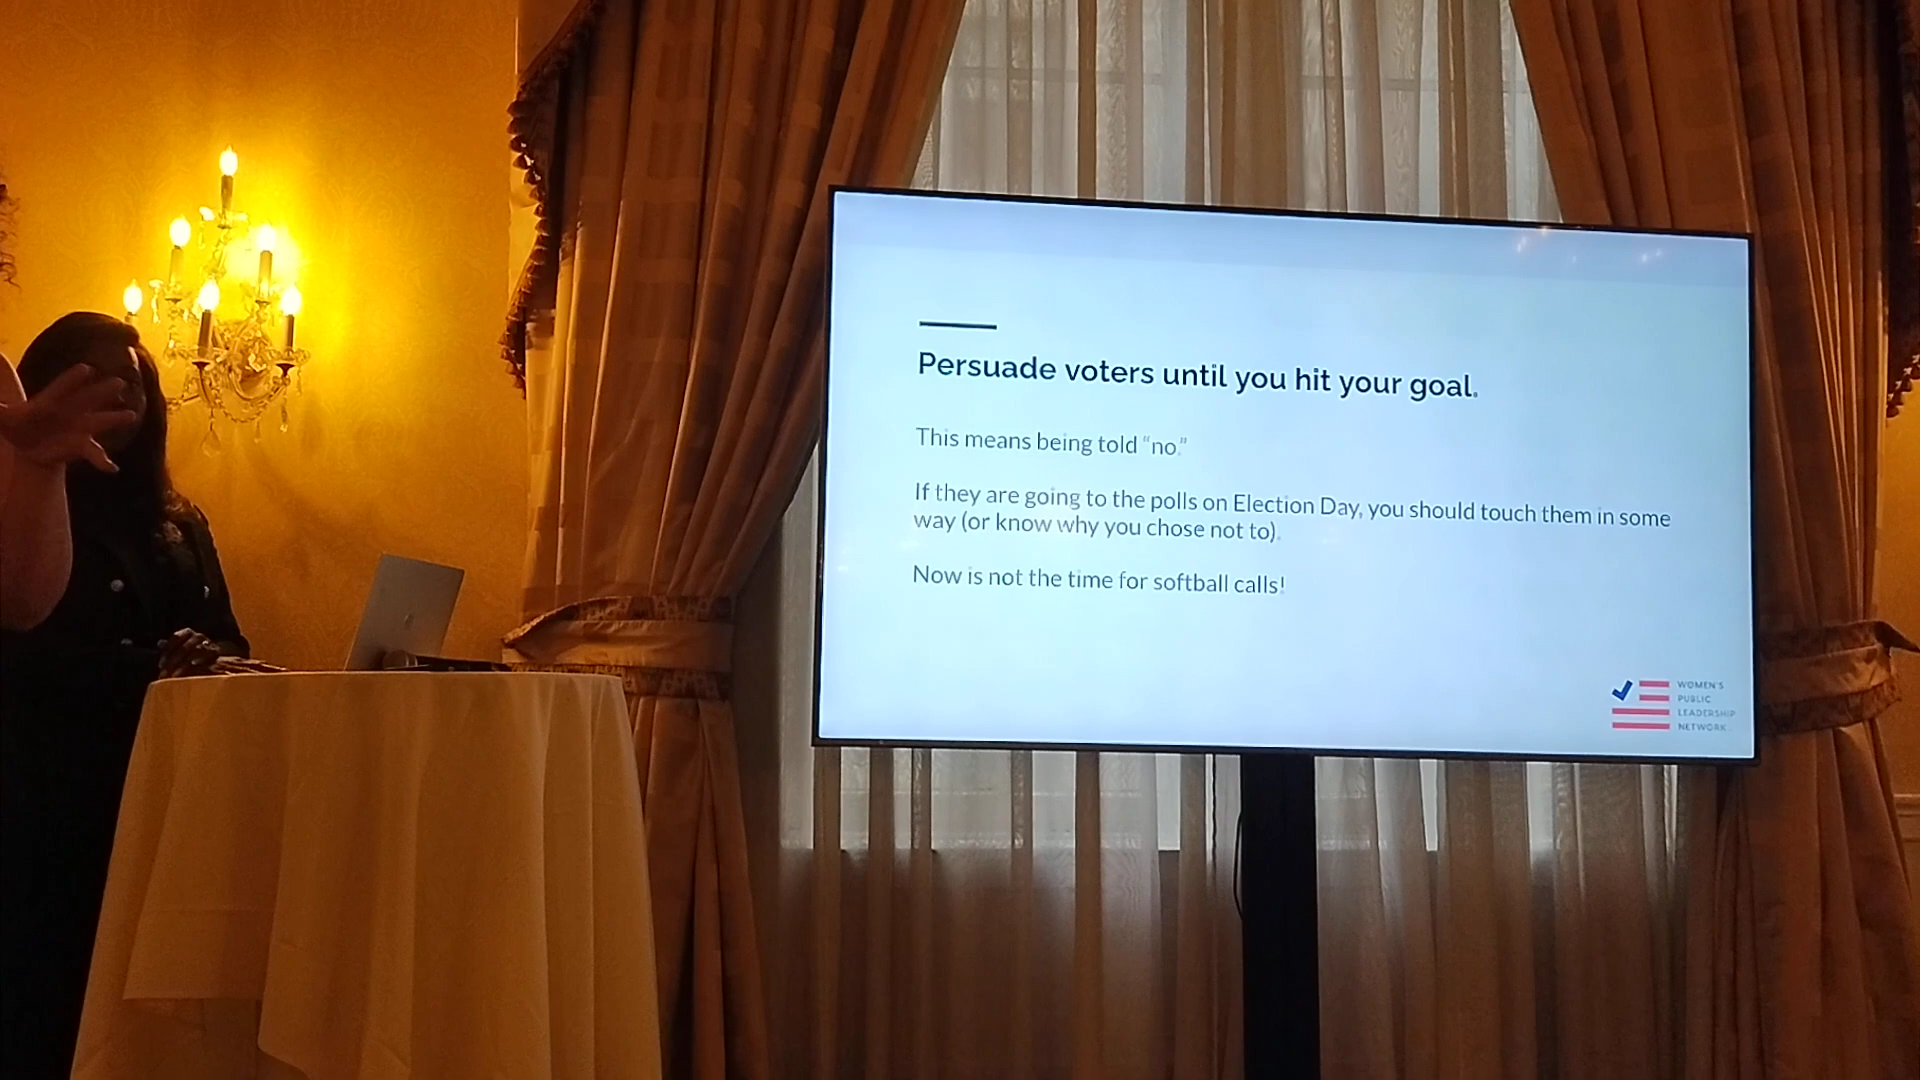 Persuade voters until you hit your goal.
This means being told “no.”
If they are going to the polls on Election Day, you should touch them in some
way (or know why you chose not to).
Now is not the time for softball calls!
WOMEN'S
PUBLIC
LEADERSHIP
NETWORK